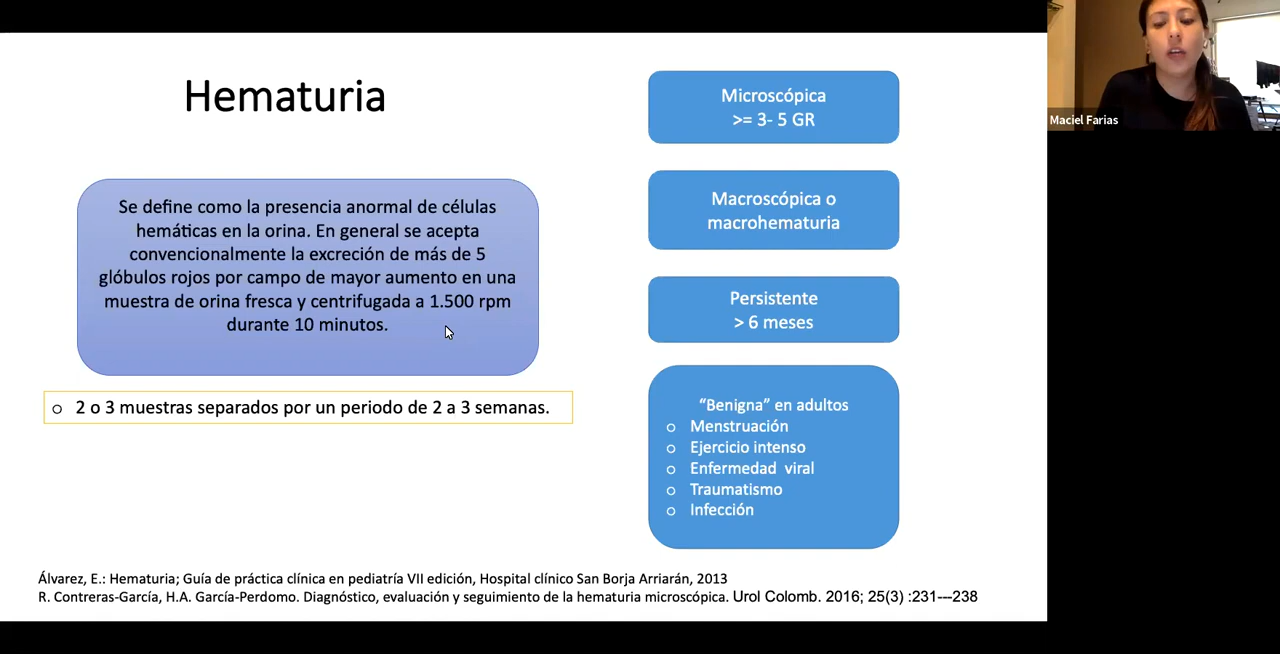 Hematuria
Se define como la presencia anormal de células
hemáticas en la orina. En general se acepta
convencionalmente la excreción de más de 5
glóbulos rojos por campo de mayor aumento en una
muestra de orina fresca y centrifugada a 1.500 rpm
durante 10 minutos.
2 o 3 muestras separados por un periodo de 2 a 3 semanas.
Microscópica
>= 3- 5 GR
Macroscópica o
macrohematuria
Persistente
> 6 meses
“Benigna” en adultos
Menstruación
Ejercicio intenso
Enfermedad viral
Traumatismo
Infección
Álvarez, E.: Hematuria; Guía de práctica clínica en pediatría VII edición, Hospital clínico San Borja Arriarán, 2013
R. Contreras-García, H.A. García-Perdomo. Diagnóstico, evaluación y seguimiento de la hematuria microscópica. Urol Colomb. 2016; 25(3) :231---238
Maciel Farias